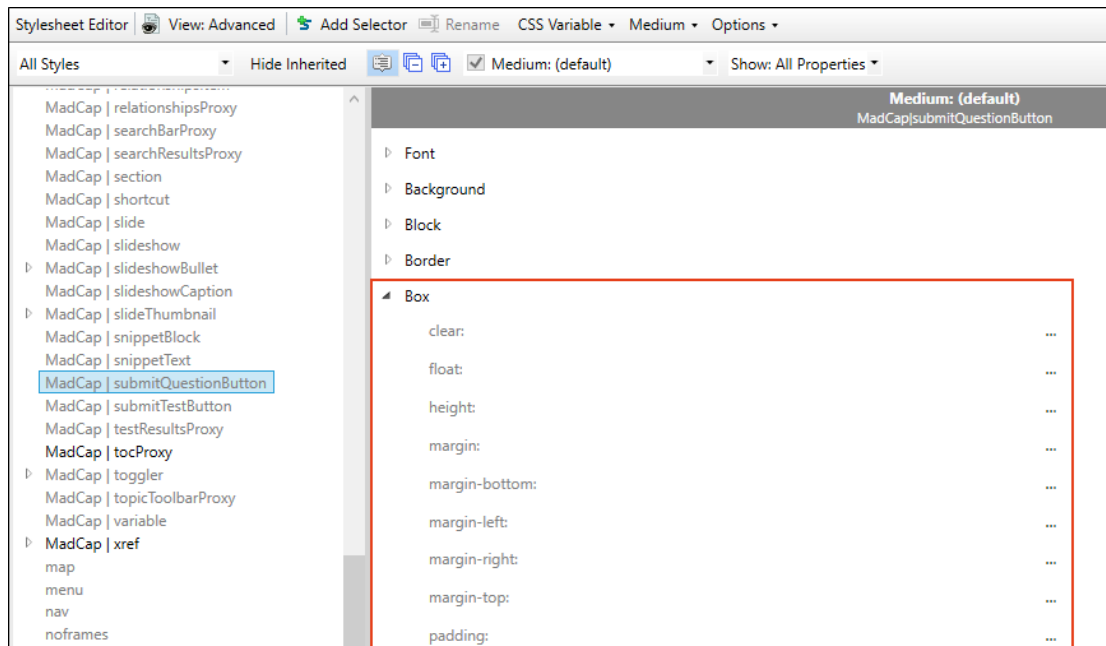 Stylesheet Editor View: Advanced Add Selector Rename CSS Variable Medium Options
All Styles Hide Inherited Medium: (default) Show: All Properties
MadCap | relationshipsItem
MadCap | relationshipsProxy
MadCap | searchBarProxy
MadCap | searchResultsProxy
MadCap | section
MadCap | shortcut
MadCap | slide
MadCap | slideshow
MadCap | slideshowBullet
MadCap | slideshowCaption
MadCap | slideThumbnail
MadCap | snippetBlock
MadCap | snippetText
MadCap | submitQuestionButton
MadCap | submitTestButton
MadCap | testResultsProxy
MadCap | tocProxy
MadCap | toggler
MadCap | topicToolbarProxy
MadCap | variable
MadCap | xref
map
menu
nav
noframes
Medium: (default)
MadCap|submitQuestionButton
Font
Background
Block
Border
Box
clear: ...
float: ...
height: ...
margin: ...
margin-bottom: ...
margin-left: ...
margin-right: ...
margin-top: ...
padding: ...